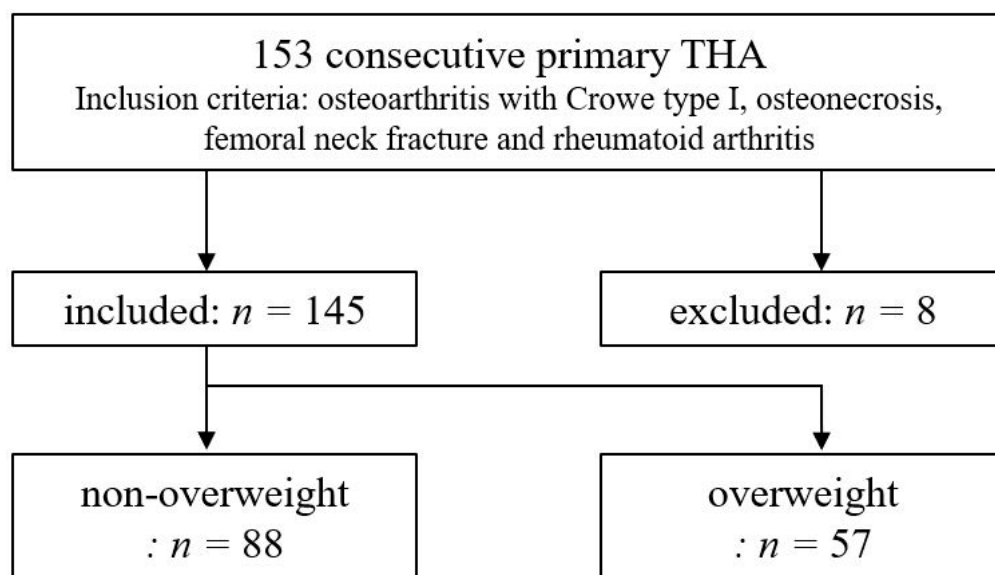 153 consecutive primary THA
Inclusion criteria: osteoarthritis with Crowe type I, osteonecrosis,
femoral neck fracture and rheumatoid arthritis
included: n = 145
excluded: n = 8
non-overweight
: n = 88
overweight
: n = 57